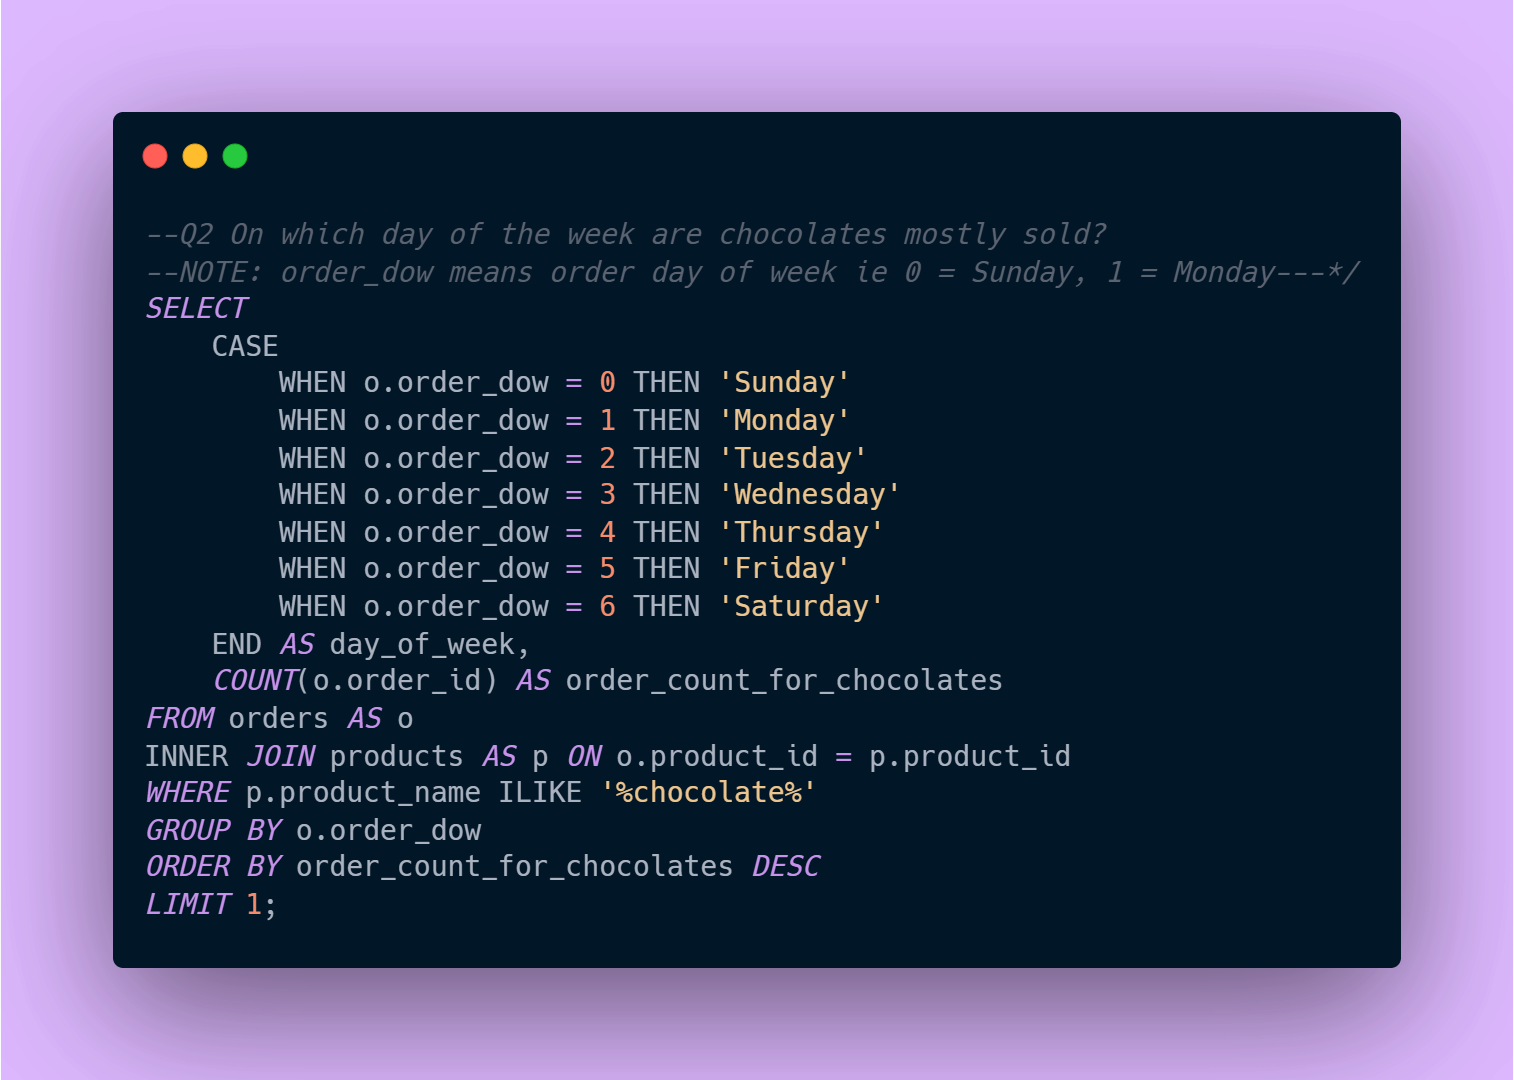 --Q2 On which day of the week are chocolates mostly sold?
--NOTE: order_dow means order day of week ie 0 = Sunday, 1 = Monday---*/
SELECT
    CASE
        WHEN o.order_dow = 0 THEN 'Sunday'
        WHEN o.order_dow = 1 THEN 'Monday'
        WHEN o.order_dow = 2 THEN 'Tuesday'
        WHEN o.order_dow = 3 THEN 'Wednesday'
        WHEN o.order_dow = 4 THEN 'Thursday'
        WHEN o.order_dow = 5 THEN 'Friday'
        WHEN o.order_dow = 6 THEN 'Saturday'
    END AS day_of_week,
    COUNT(o.order_id) AS order_count_for_chocolates
FROM orders AS o
INNER JOIN products AS p ON o.product_id = p.product_id
WHERE p.product_name ILIKE '%chocolate%'
GROUP BY o.order_dow
ORDER BY order_count_for_chocolates DESC
LIMIT 1;